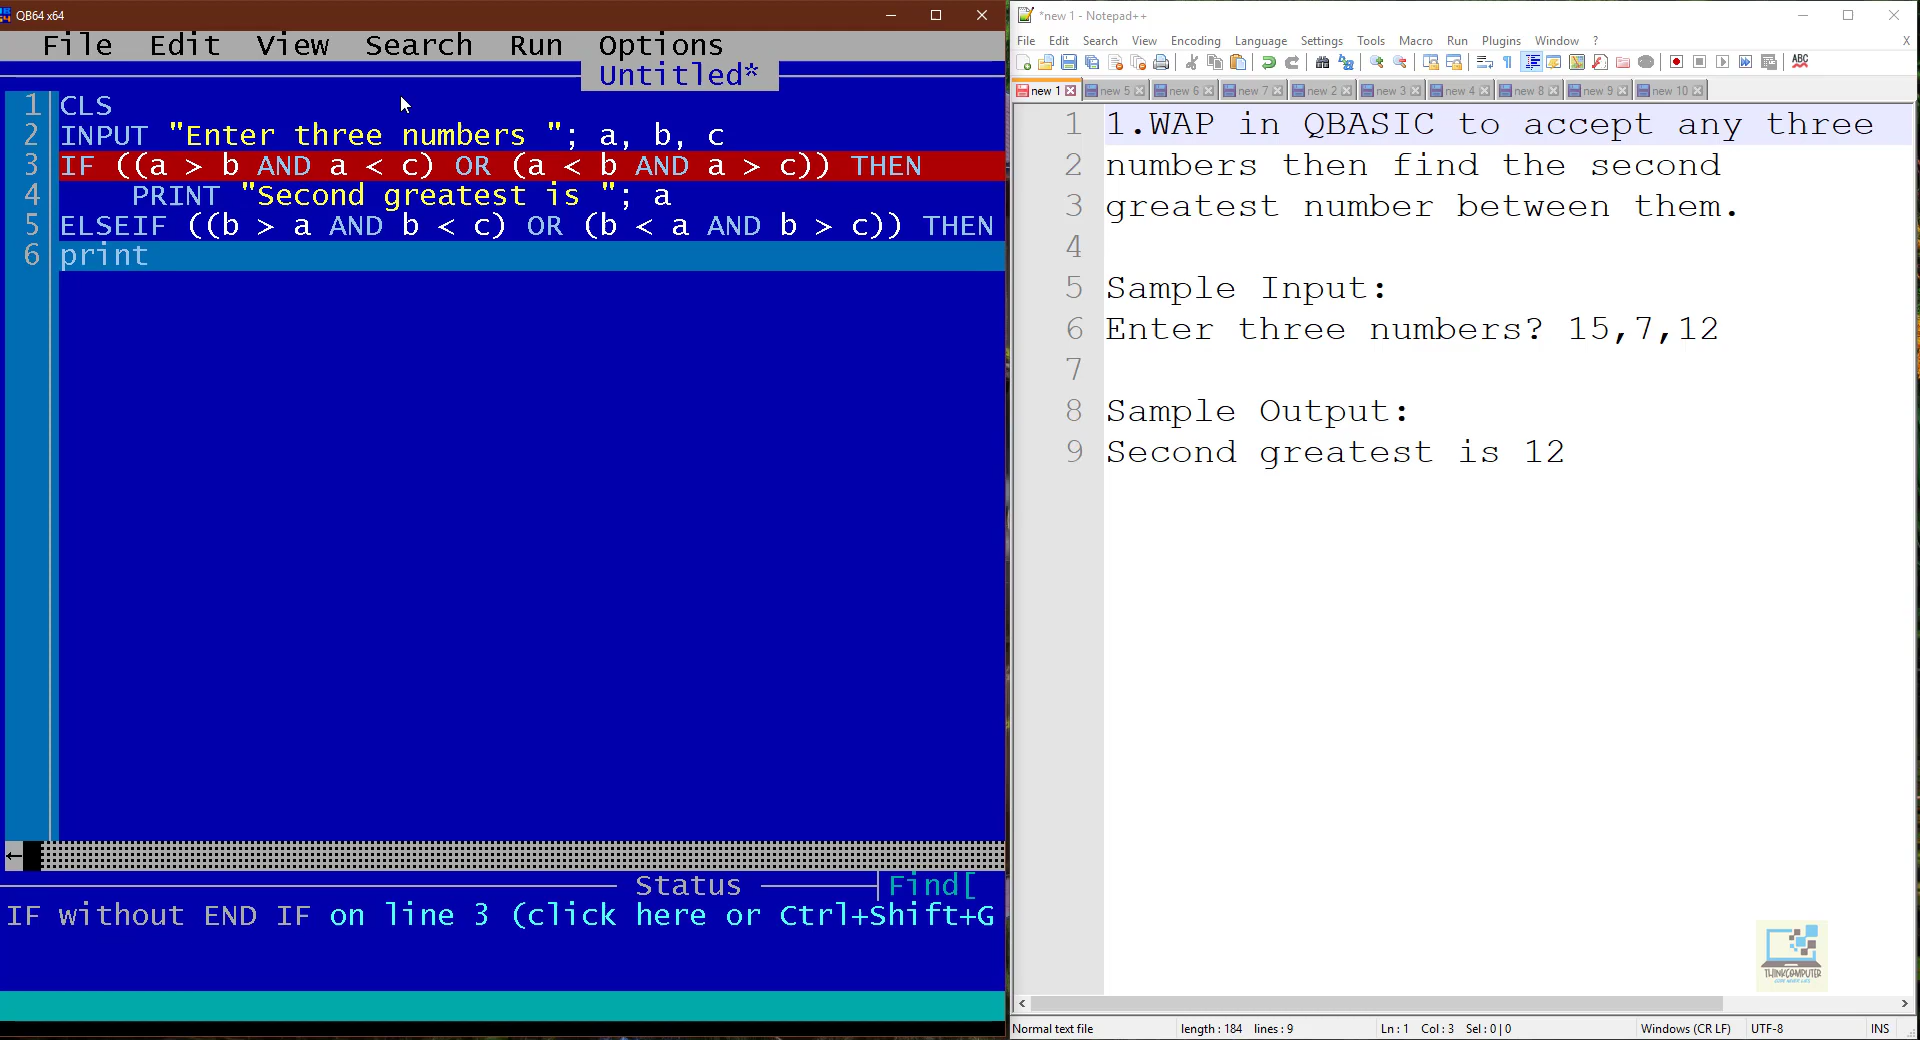 QB64 x64
File Edit View Search Run Options
Untitled*
1 CLS
2 INPUT "Enter three numbers "; a, b, c
3 IF ((a > b AND a < c) OR (a < b AND a > c)) THEN
4 PRINT "Second greatest is "; a
5 ELSEIF ((b > a AND b < c) OR (b < a AND b > c)) THEN
6 print
Status
Find[
IF without END IF on line 3 (click here or Ctrl+Shift+G
*new 1 - Notepad++
File Edit Search View Encoding Language Settings Tools Macro Run Plugins Window ? X
new 1 new 5 new 6 new 7 new 2 new 3 new 4 new 8 new 9 new 10
1 1.WAP in QBASIC to accept any three
2 numbers then find the second
3 greatest number between them.
4
5 Sample Input:
6 Enter three numbers? 15,7,12
7
8 Sample Output:
9 Second greatest is 12
THINKCOMPUTER
Normal text file length : 184 lines : 9 Ln : 1 Col : 3 Sel : 0 | 0 Windows (CR LF) UTF-8 INS